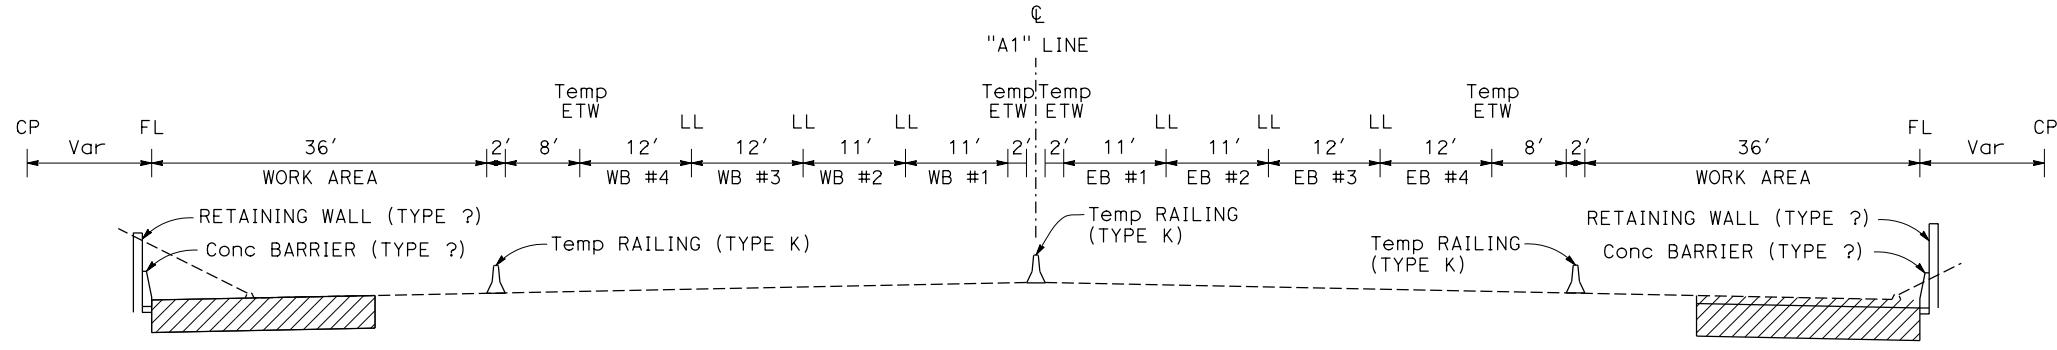 ℄
"A1" LINE
Temp
ETW
Temp
ETW
Temp
ETW
Temp
ETW
CP
FL
LL
LL
LL
LL
LL
LL
FL
CP
Var
36'
2'
8'
12'
12'
11'
11'
2'
2'
11'
11'
12'
12'
8'
2'
36'
Var
WORK AREA
WB #4
WB #3
WB #2
WB #1
EB #1
EB #2
EB #3
EB #4
WORK AREA
RETAINING WALL (TYPE ?)
Conc BARRIER (TYPE ?)
Temp RAILING (TYPE K)
Temp RAILING
(TYPE K)
Temp RAILING
(TYPE K)
RETAINING WALL (TYPE ?)
Conc BARRIER (TYPE ?)